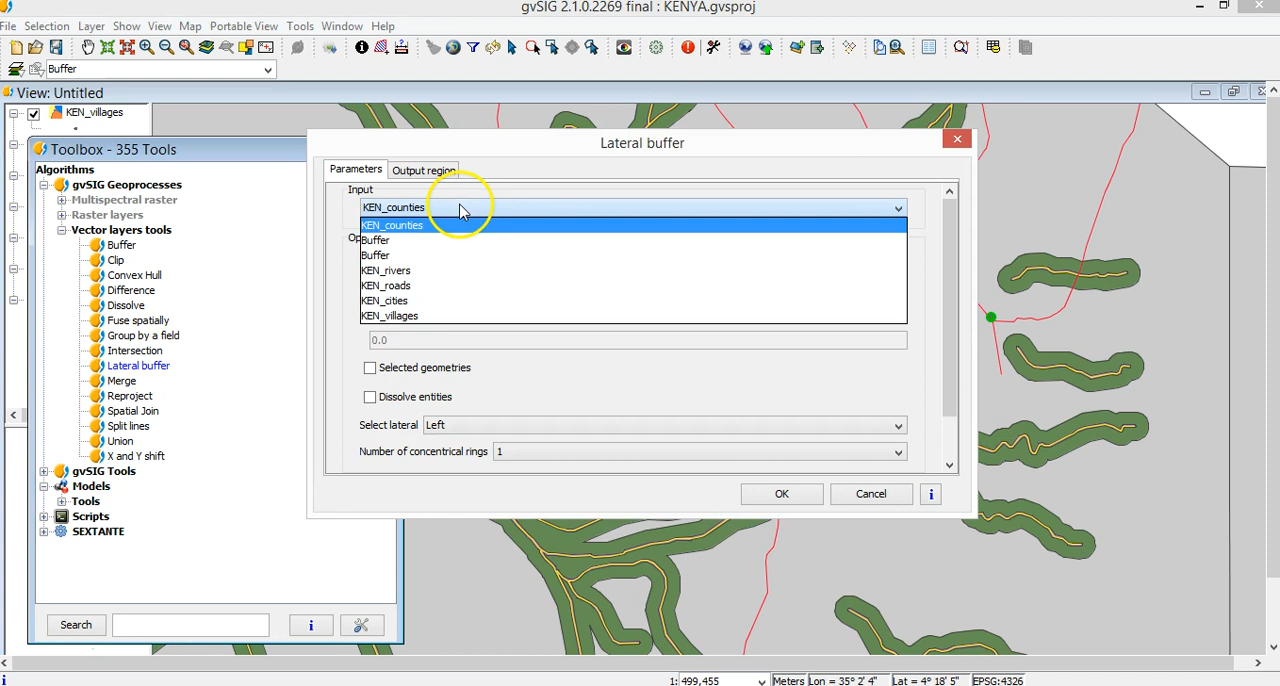 gvSIG 2.1.0.2269 final : KENYA.gvsproj
File Selection Layer Show View Map Portable View Tools Window Help
Buffer
View: Untitled
KEN_villages
Toolbox - 355 Tools
Algorithms
gvSIG Geoprocesses
Multispectral raster
Raster layers
Vector layers tools
Buffer
Clip
Convex Hull
Difference
Dissolve
Fuse spatially
Group by a field
Intersection
Lateral buffer
Merge
Reproject
Spatial Join
Split lines
Union
X and Y shift
gvSIG Tools
Models
Tools
Scripts
SEXTANTE
Search
Lateral buffer
Parameters Output region
Input
KEN_counties
KEN_counties
Buffer
Buffer
KEN_rivers
KEN_roads
KEN_cities
KEN_villages
0.0
Selected geometries
Dissolve entities
Select lateral Left
Number of concentrical rings 1
OK Cancel
1: 499,455 Meters Lon = 35° 2' 4" Lat = 4° 18' 5" EPSG:4326